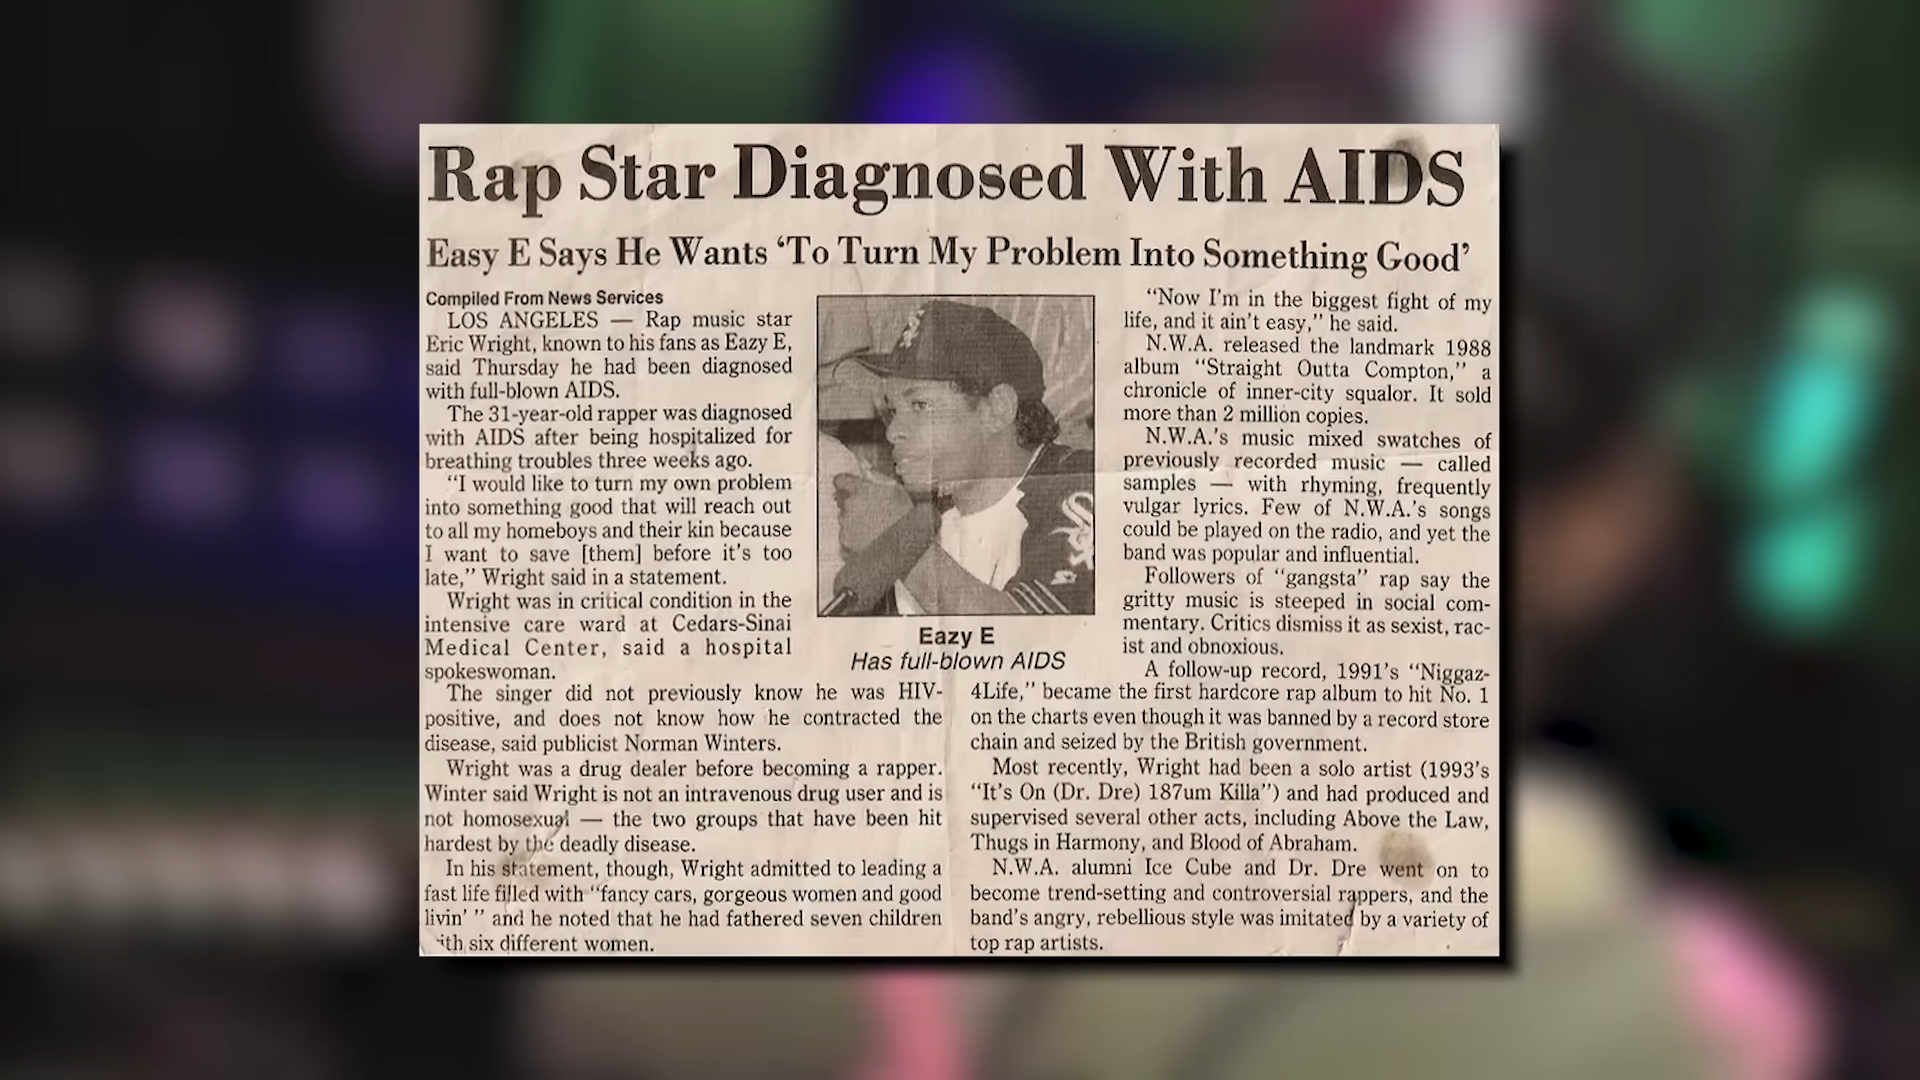 Rap Star Diagnosed With AIDS
Easy E Says He Wants ‘To Turn My Problem Into Something Good’
Compiled From News Services
LOS ANGELES — Rap music star
Eric Wright, known to his fans as Eazy E,
said Thursday he had been diagnosed
with full-blown AIDS.
The 31-year-old rapper was diagnosed
with AIDS after being hospitalized for
breathing troubles three weeks ago.
“I would like to turn my own problem
into something good that will reach out
to all my homeboys and their kin because
I want to save [them] before it’s too
late,” Wright said in a statement.
Wright was in critical condition in the
intensive care ward at Cedars-Sinai
Medical Center, said a hospital
spokeswoman.
The singer did not previously know he was HIV-
positive, and does not know how he contracted the
disease, said publicist Norman Winters.
Wright was a drug dealer before becoming a rapper.
Winter said Wright is not an intravenous drug user and is
not homosexual — the two groups that have been hit
hardest by the deadly disease.
In his statement, though, Wright admitted to leading a
fast life filled with “fancy cars, gorgeous women and good
livin’ ” and he noted that he had fathered seven children
ith six different women.
Eazy E
Has full-blown AIDS
“Now I’m in the biggest fight of my
life, and it ain’t easy,” he said.
N.W.A. released the landmark 1988
album “Straight Outta Compton,” a
chronicle of inner-city squalor. It sold
more than 2 million copies.
N.W.A.’s music mixed swatches of
previously recorded music — called
samples — with rhyming, frequently
vulgar lyrics. Few of N.W.A.’s songs
could be played on the radio, and yet the
band was popular and influential.
Followers of “gangsta” rap say the
gritty music is steeped in social com-
mentary. Critics dismiss it as sexist, rac-
ist and obnoxious.
A follow-up record, 1991’s “Niggaz-
4Life,” became the first hardcore rap album to hit No. 1
on the charts even though it was banned by a record store
chain and seized by the British government.
Most recently, Wright had been a solo artist (1993’s
“It’s On (Dr. Dre) 187um Killa”) and had produced and
supervised several other acts, including Above the Law,
Thugs in Harmony, and Blood of Abraham.
N.W.A. alumni Ice Cube and Dr. Dre went on to
become trend-setting and controversial rappers, and the
band’s angry, rebellious style was imitated by a variety of
top rap artists.
Sox